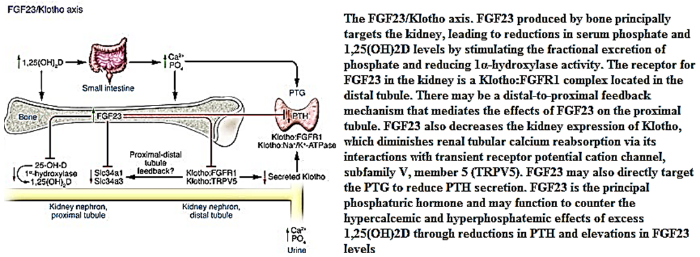 FGF23/Klotho axis
↑ 1,25(OH)2D
Small intestine
↑ Ca2+
PO4
PTG
Bone
↑ FGF23
PTH
Klotho:FGFR1
Klotho:Na+/K+-ATPase
25-OH-D
1α-hydroxylase
1,25(OH)2D
↓ Slc34a1
↓ Slc34a3
Proximal-distal
tubule
feedback?
Klotho:FGFR1
Klotho:TRPV5
↓ Secreted Klotho
Kidney nephron,
proximal tubule
Kidney nephron,
distal tubule
↑ Ca2+
PO4
Urine
The FGF23/Klotho axis. FGF23 produced by bone principally
targets the kidney, leading to reductions in serum phosphate and
1,25(OH)2D levels by stimulating the fractional excretion of
phosphate and reducing 1α-hydroxylase activity. The receptor for
FGF23 in the kidney is a Klotho:FGFR1 complex located in the
distal tubule. There may be a distal-to-proximal feedback
mechanism that mediates the effects of FGF23 on the proximal
tubule. FGF23 also decreases the kidney expression of Klotho,
which diminishes renal tubular calcium reabsorption via its
interactions with transient receptor potential cation channel,
subfamily V, member 5 (TRPV5). FGF23 may also directly target
the PTG to reduce PTH secretion. FGF23 is the principal
phosphaturic hormone and may function to counter the
hypercalcemic and hyperphosphatemic effects of excess
1,25(OH)2D through reductions in PTH and elevations in FGF23
levels